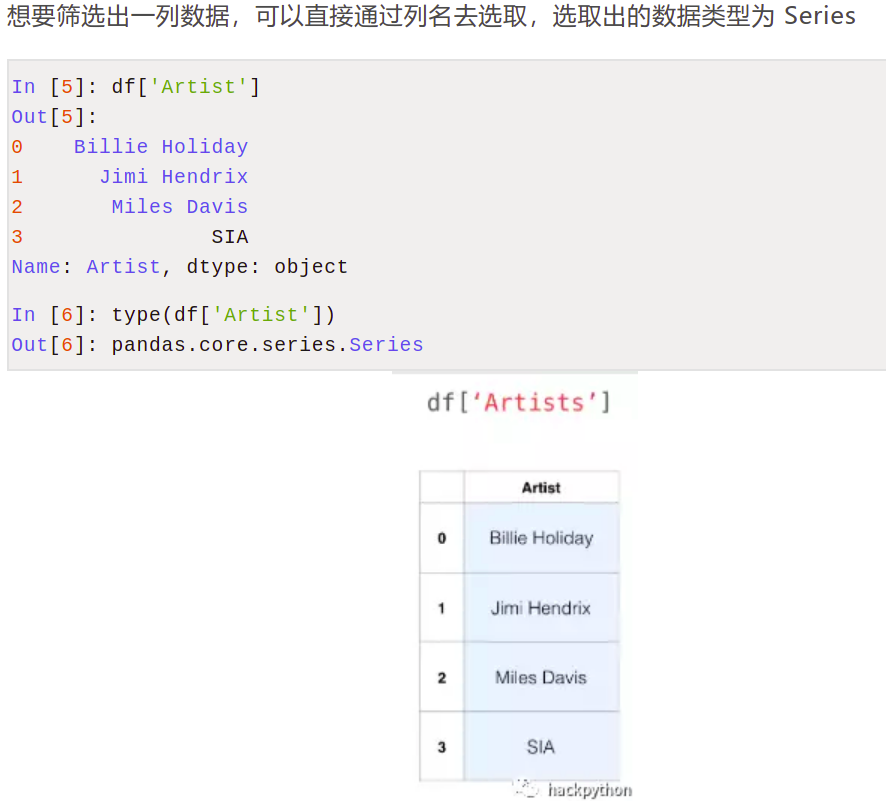 想要筛选出一列数据，可以直接通过列名去选取，选取出的数据类型为 Series
In [5]: df['Artist']
Out[5]:
0    Billie Holiday
1      Jimi Hendrix
2       Miles Davis
3               SIA
Name: Artist, dtype: object
In [6]: type(df['Artist'])
Out[6]: pandas.core.series.Series
df[‘Artists’]
Artist
0 Billie Holiday
1 Jimi Hendrix
2 Miles Davis
3 SIA
hackpython